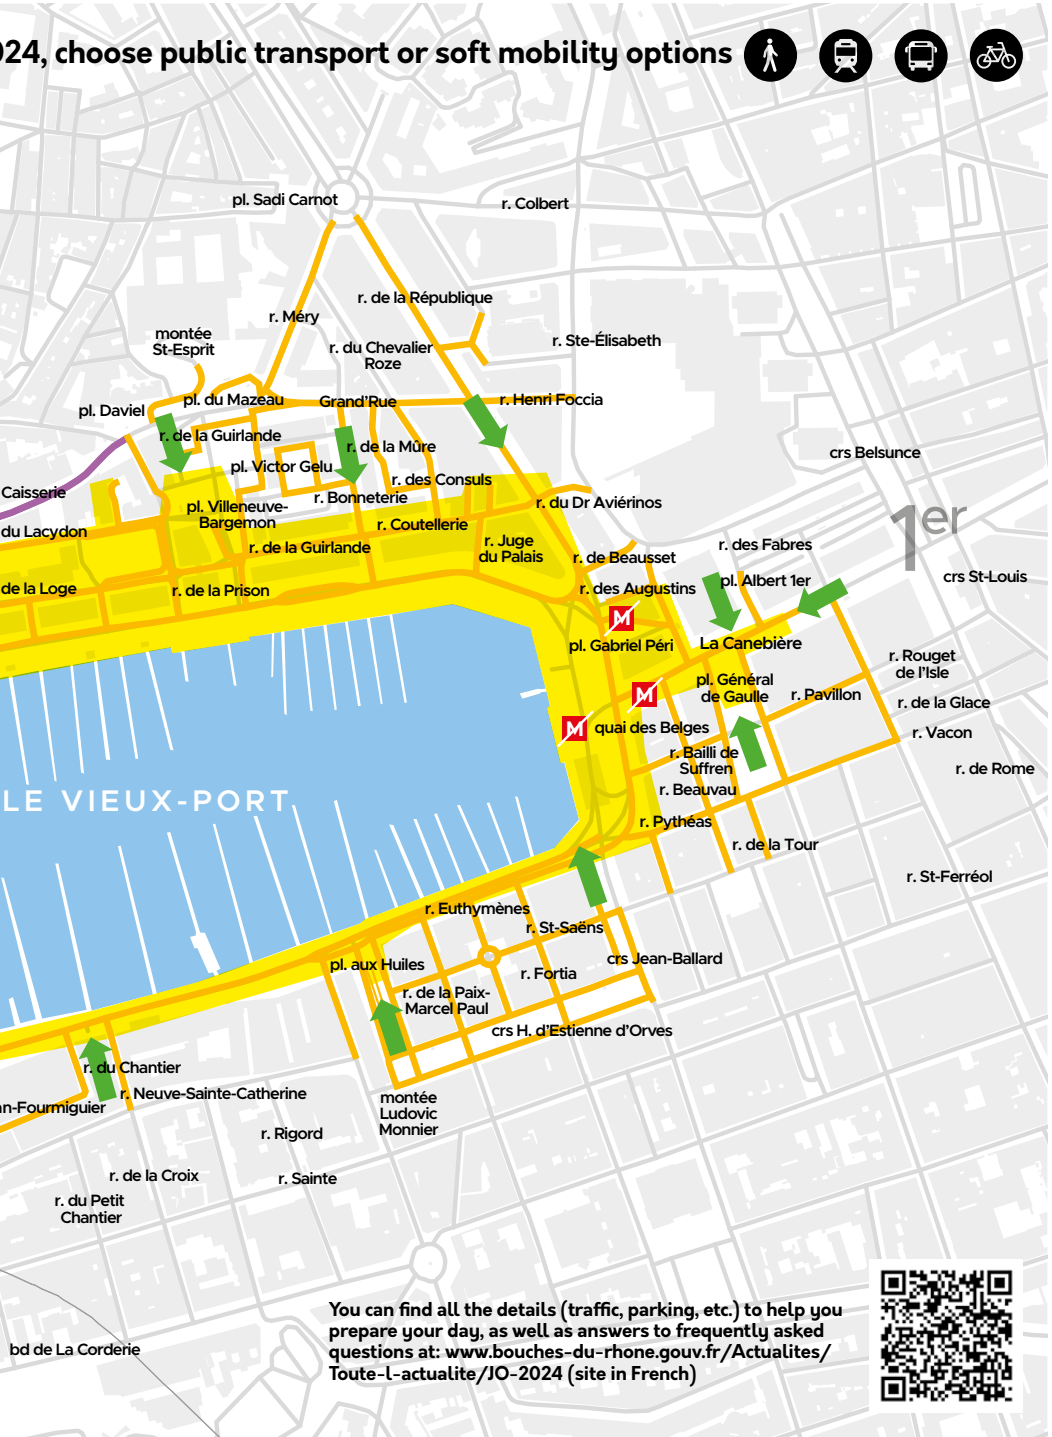 024, choose public transport or soft mobility options
pl. Sadi Carnot
r. Colbert
r. de la République
r. Méry
montée
St-Esprit
r. du Chevalier
Roze
r. Ste-Élisabeth
pl. du Mazeau
Grand'Rue
r. Henri Foccia
pl. Daviel
r. de la Guirlande
r. de la Mûre
crs Belsunce
pl. Victor Gelu
r. des Consuls
Caisserie
r. Bonneterie
r. du Dr Aviérinos
pl. Villeneuve-
Bargemon
1er
du Lacydon
r. Coutellerie
r. de la Guirlande
r. Juge
du Palais
r. des Fabres
r. de Beausset
pl. Albert 1er
crs St-Louis
de la Loge
r. de la Prison
r. des Augustins
M
pl. Gabriel Péri
La Canebière
r. Rouget
de l'Isle
pl. Général
de Gaulle
M
r. Pavillon
r. de la Glace
M
quai des Belges
r. Vacon
r. Bailli de
Suffren
r. de Rome
r. Beauvau
LE VIEUX-PORT
r. Pythéas
r. de la Tour
r. St-Ferréol
r. Euthymènes
r. St-Saëns
pl. aux Huiles
crs Jean-Ballard
r. Fortia
r. de la Paix-
Marcel Paul
crs H. d'Estienne d'Orves
r. du Chantier
r. Neuve-Sainte-Catherine
n-Fourmiguier
montée
Ludovic
Monnier
r. Rigord
r. de la Croix
r. Sainte
r. du Petit
Chantier
bd de La Corderie
You can find all the details (traffic, parking, etc.) to help you
prepare your day, as well as answers to frequently asked
questions at: www.bouches-du-rhone.gouv.fr/Actualites/
Toute-l-actualite/JO-2024 (site in French)